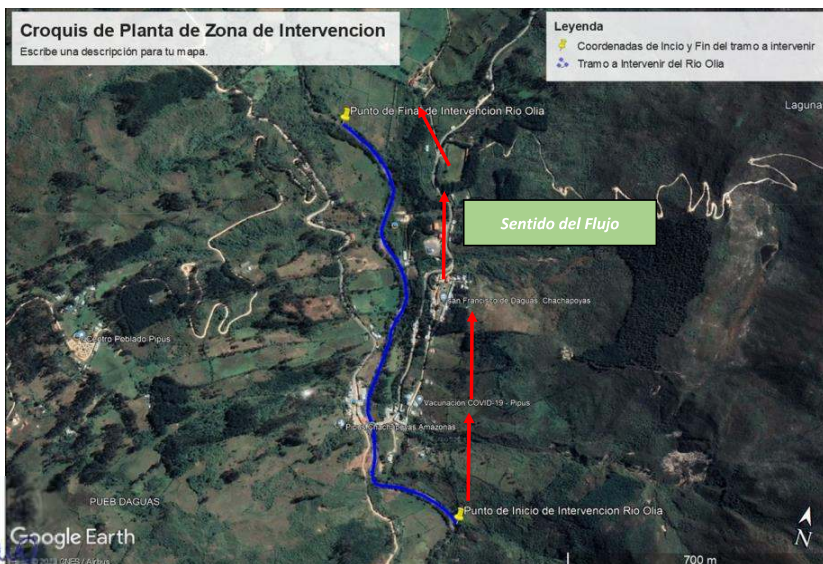 Croquis de Planta de Zona de Intervencion
Escribe una descripción para tu mapa.
Leyenda
Coordenadas de Incio y Fin del tramo a intervenir
Tramo a Intervenir del Rio Olia
Laguna
Punto de Final de Intervencion Rio Olia
Sentido del Flujo
san Francisco de Daguas, Chachapoyas
Centro Poblado Pipus
Vacunación COVID-19 - Pipus
Pipus Chachapoyas Amazonas
PUEB DAGUAS
Punto de Inicio de Intervencion Rio Olia
Google Earth
N
700 m